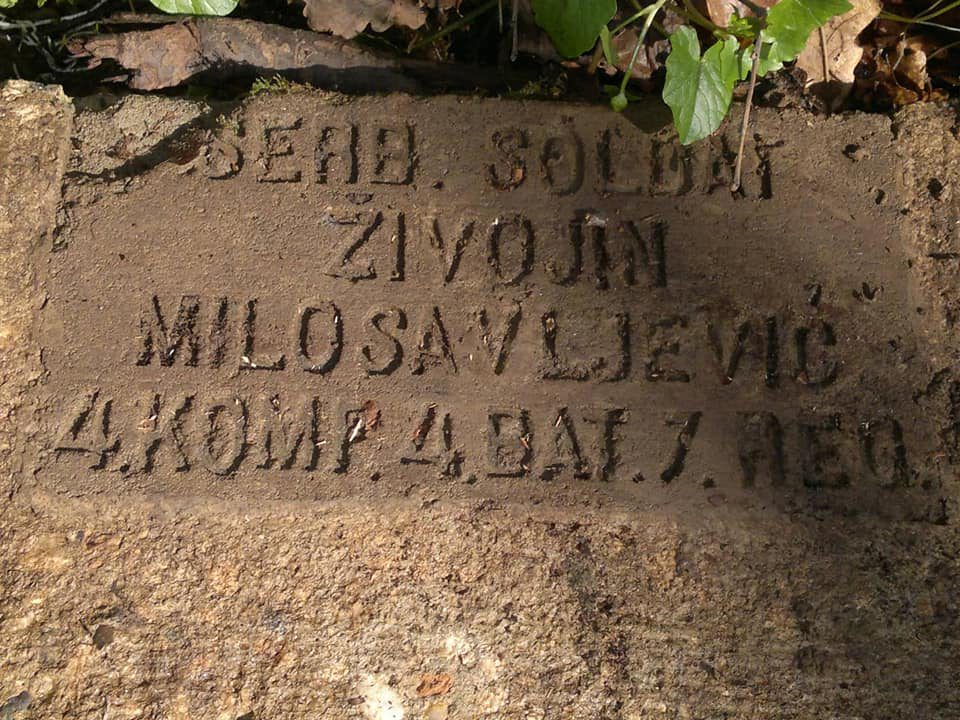 SERB. SOLDAT
ŽIVOJIN
MILOSAVLJEVIĆ
4. KOMP. 4. BAT. 7. REG.